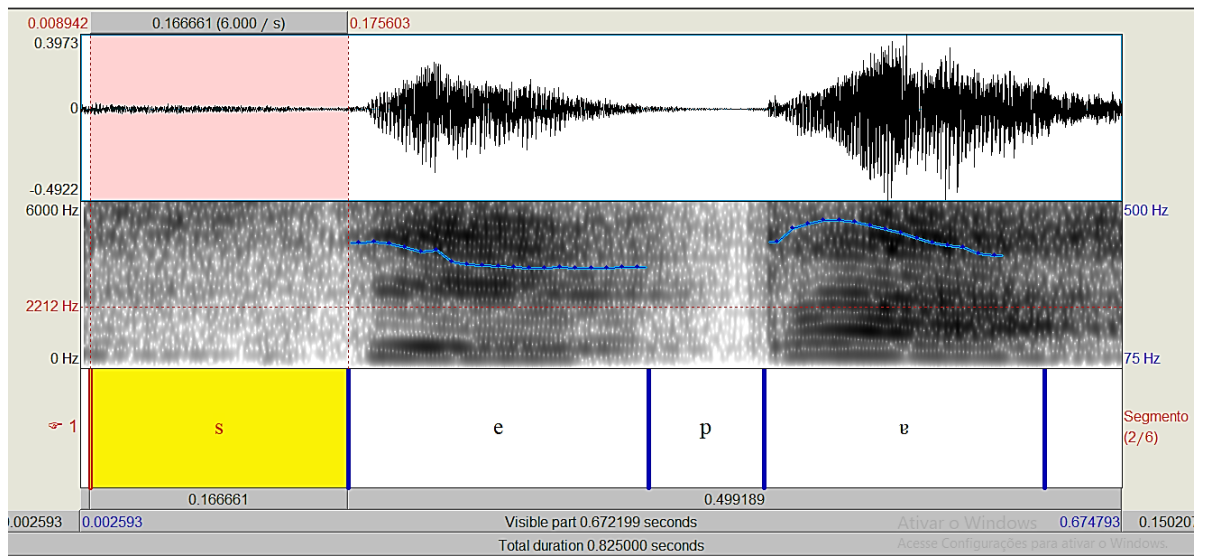 0.008942 0.166661 (6.000 / s) 0.175603
0.3973
0
-0.4922
6000 Hz 500 Hz
2212 Hz
0 Hz 75 Hz
☞ 1 s e p ɐ Segmento
(2/6)
0.166661 0.499189
.002593 0.002593 Visible part 0.672199 seconds 0.674793 0.150207
Total duration 0.825000 seconds
Ativar o Windows
Acesse Configurações para ativar o Windows.